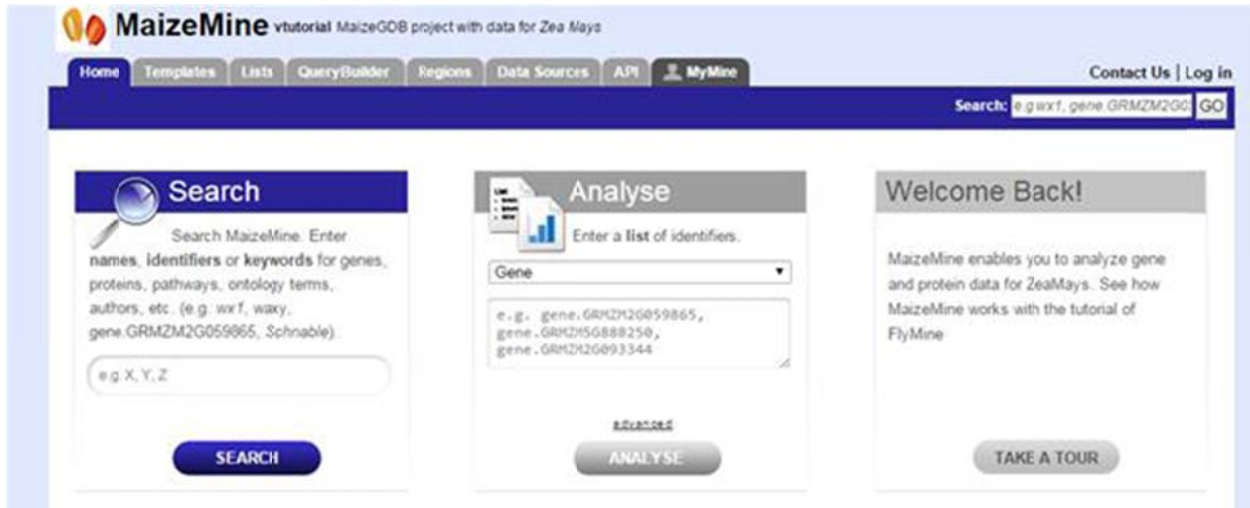 MaizeMine vtutorial MaizeGDB project with data for Zea Mays
Home Templates Lists QueryBuilder Regions Data Sources API MyMine
Contact Us | Log in
Search: e.g wx1, gene.GRMZM2G0 GO
Search
Search MaizeMine. Enter
names, identifiers or keywords for genes,
proteins, pathways, ontology terms,
authors, etc. (e.g. wx1, waxy,
gene.GRMZM2G059865, Schnable)
e.g. X, Y, Z
SEARCH
Analyse
Enter a list of identifiers.
Gene
e.g. gene.GRMZM2G059865,
gene.GRMZM5G888250,
gene.GRMZM2G093344
advanced
ANALYSE
Welcome Back!
MaizeMine enables you to analyze gene
and protein data for ZeaMays. See how
MaizeMine works with the tutorial of
FlyMine
TAKE A TOUR